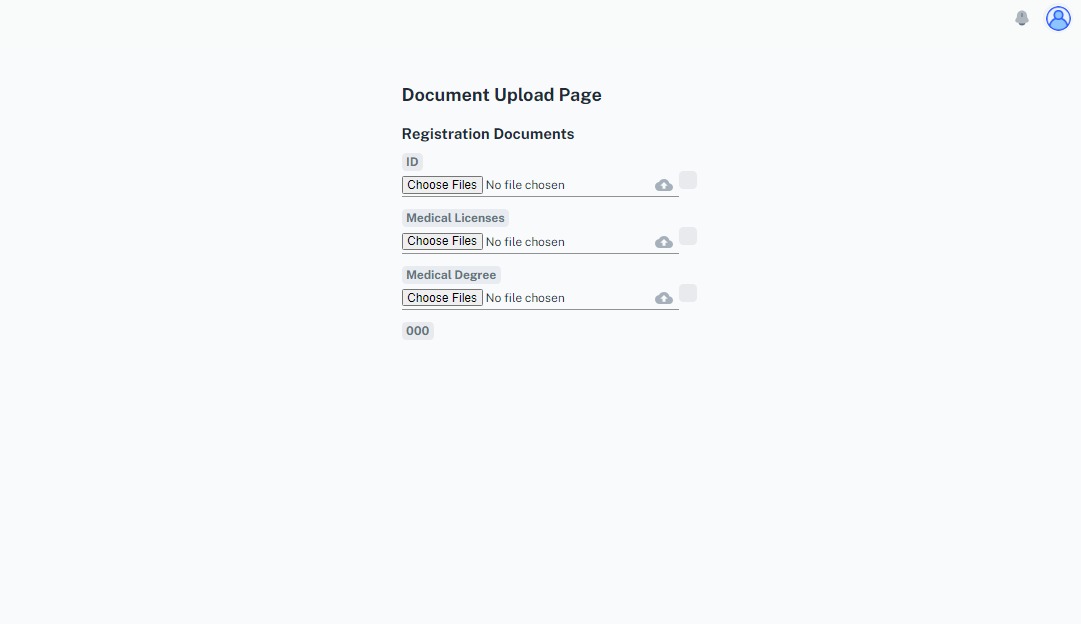 Document Upload Page
Registration Documents
ID
Choose Files No file chosen
Medical Licenses
Choose Files No file chosen
Medical Degree
Choose Files No file chosen
000